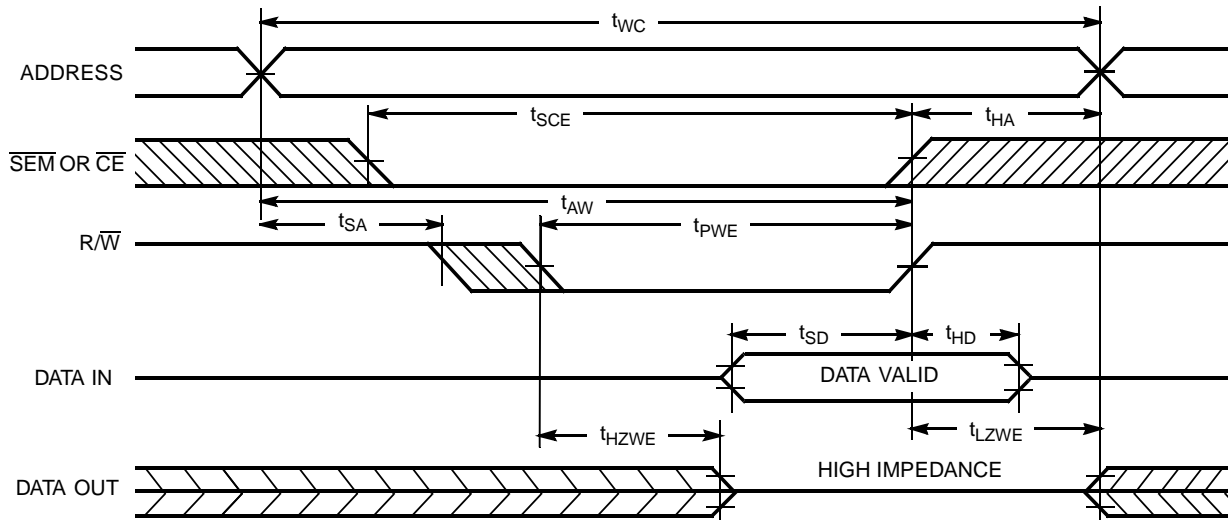 tWC
ADDRESS
tSCE
tHA
SEM OR CE
tAW
tSA
tPWE
R/W
tSD
tHD
DATA IN
DATA VALID
tHZWE
tLZWE
HIGH IMPEDANCE
DATA OUT